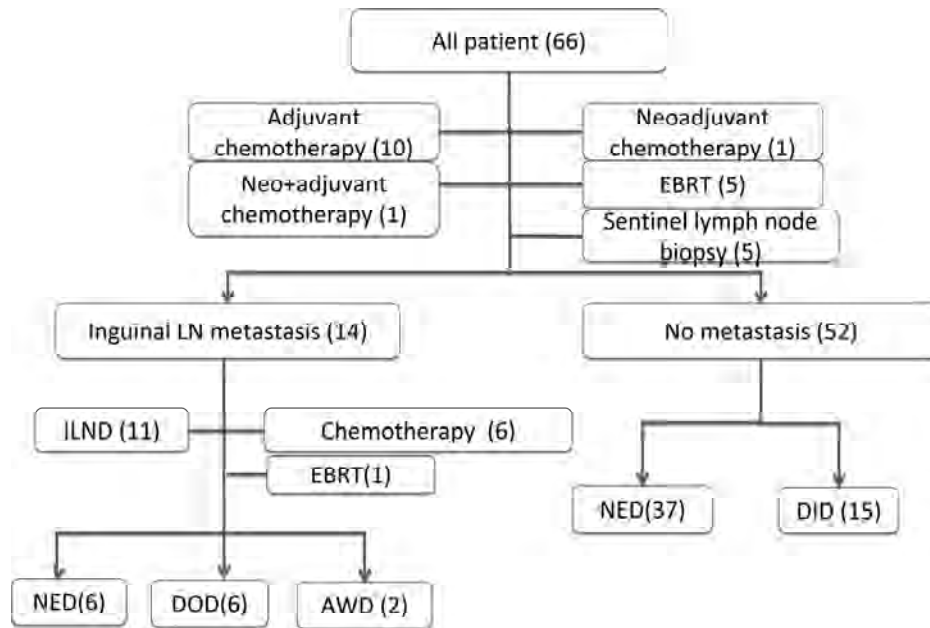 All patient (66)
Adjuvant
chemotherapy (10)
Neoadjuvant
chemotherapy (1)
Neo+adjuvant
chemotherapy (1)
EBRT (5)
Sentinel lymph node
biopsy (5)
Inguinal LN metastasis (14)
No metastasis (52)
ILND (11)
Chemotherapy (6)
EBRT(1)
NED(37)
DID (15)
NED(6)
DOD(6)
AWD (2)